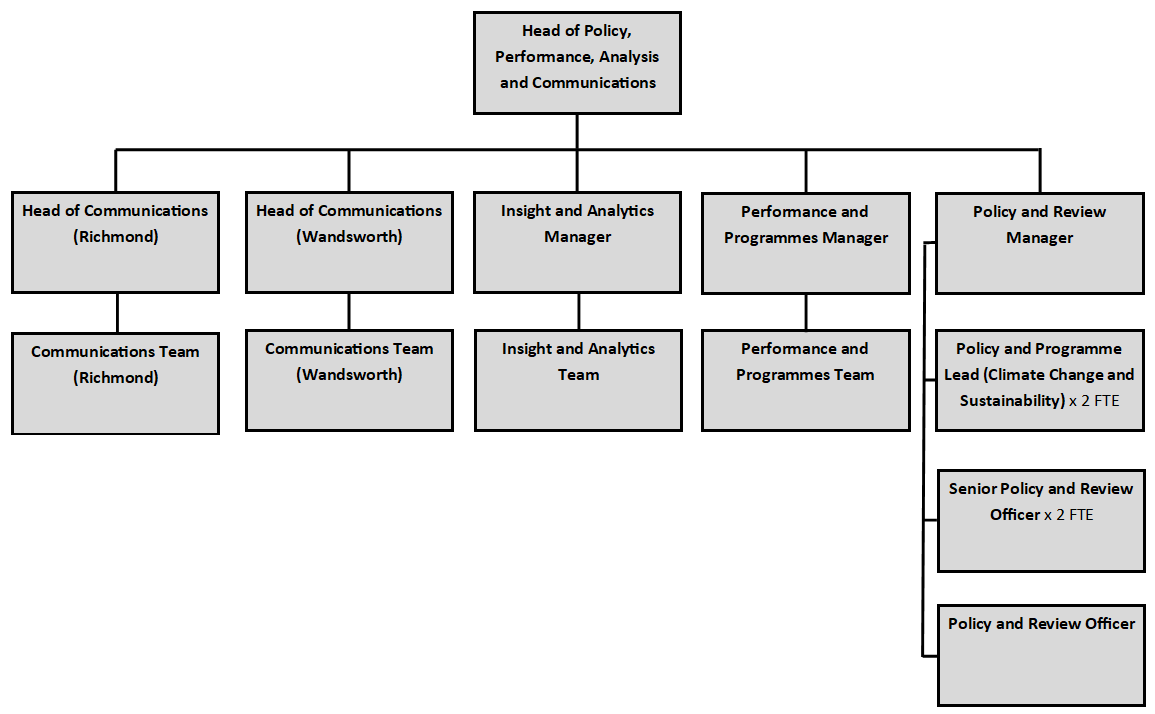 Head of Policy,
Performance, Analysis
and Communications
Head of Communications
(Richmond)
Head of Communications
(Wandsworth)
Insight and Analytics
Manager
Performance and
Programmes Manager
Policy and Review
Manager
Communications Team
(Richmond)
Communications Team
(Wandsworth)
Insight and Analytics
Team
Performance and
Programmes Team
Policy and Programme
Lead (Climate Change and
Sustainability) x 2 FTE
Senior Policy and Review
Officer x 2 FTE
Policy and Review Officer